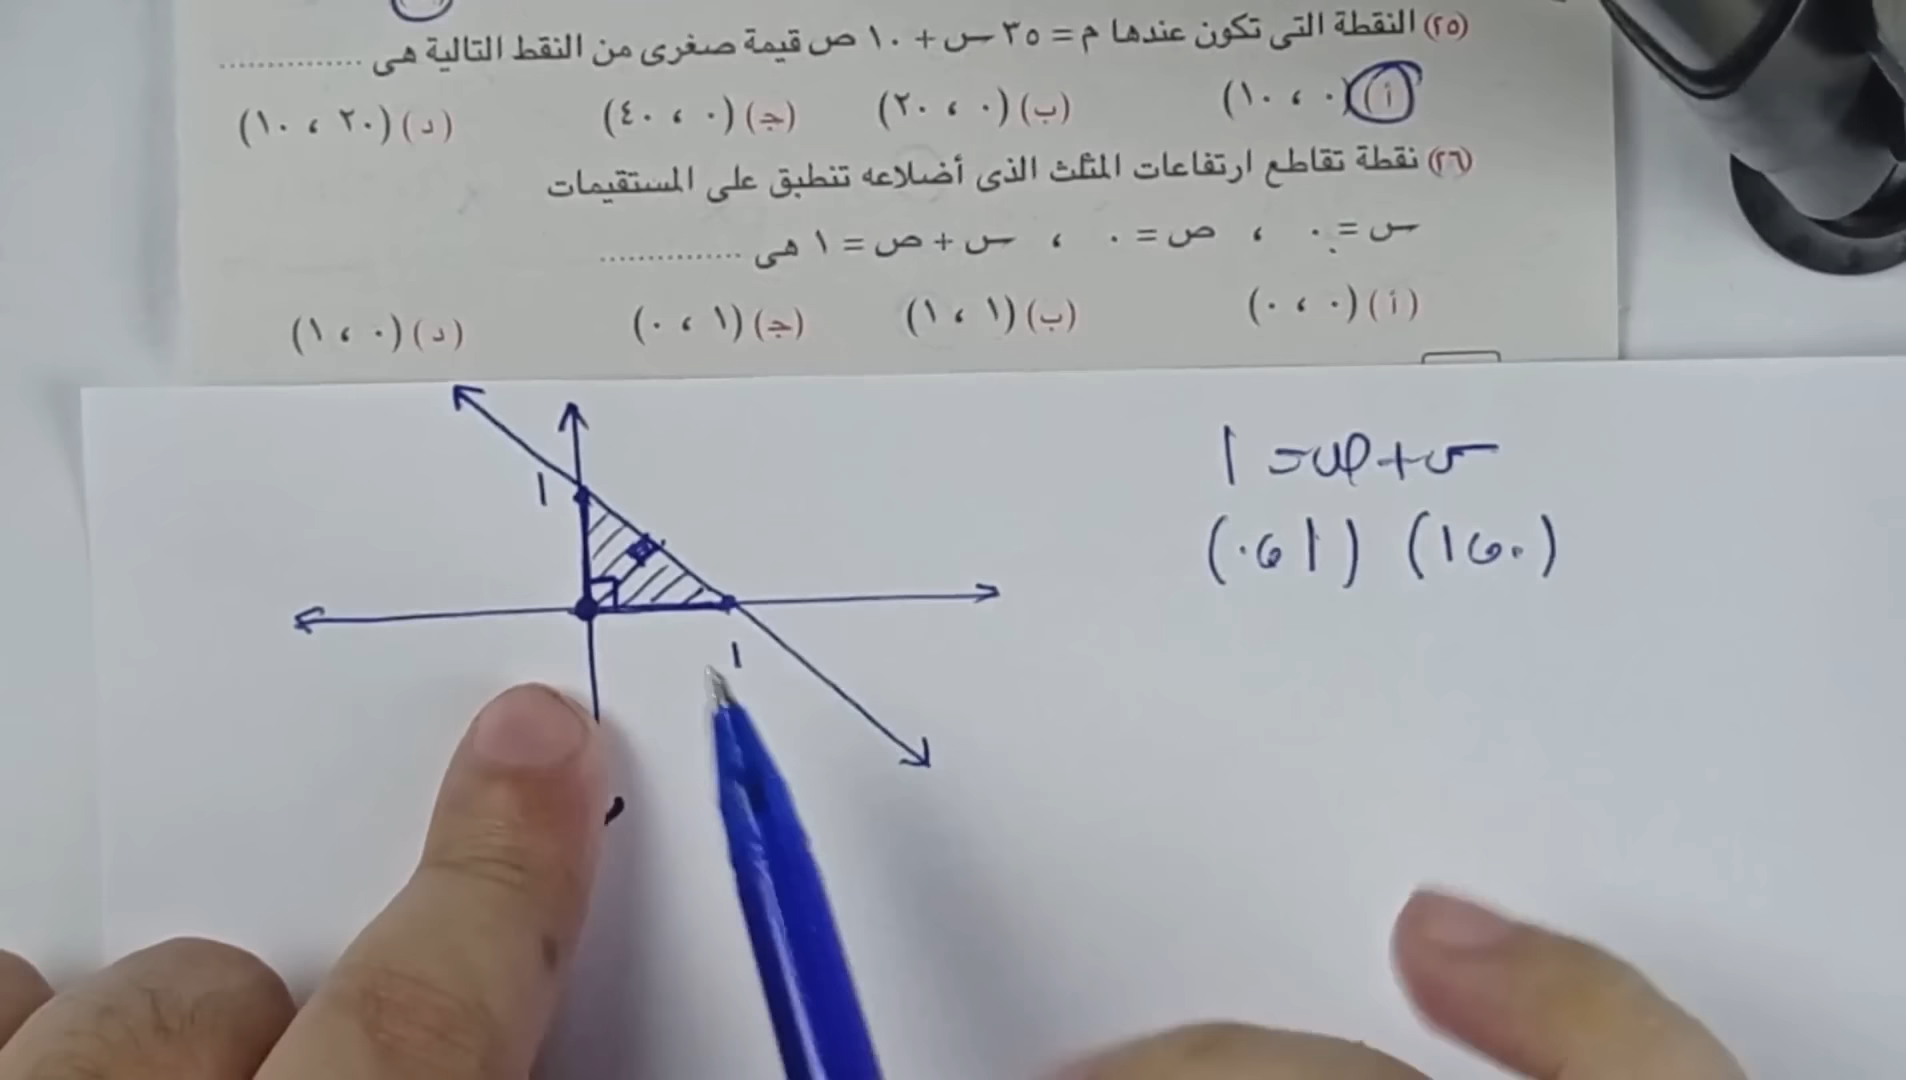 (٢٥) النقطة التى تكون عندها م = ٣٥ س + ١٠ ص قيمة صغرى من النقط التالية هى ...............
(أ) (٠ ، ١٠) (ب) (٠ ، ٢٠) (ج) (٠ ، ٤٠) (د) (٢٠ ، ١٠)
(٢٦) نقطة تقاطع ارتفاعات المثلث الذى أضلاعه تنطبق على المستقيمات
س = ٠ ، ص = ٠ ، س + ص = ١ هى ...............
(أ) (٠ ، ٠) (ب) (١ ، ١) (ج) (١ ، ٠) (د) (٠ ، ١)
س + ص = ١
(٠ ، ١) (١ ، ٠)
١
١